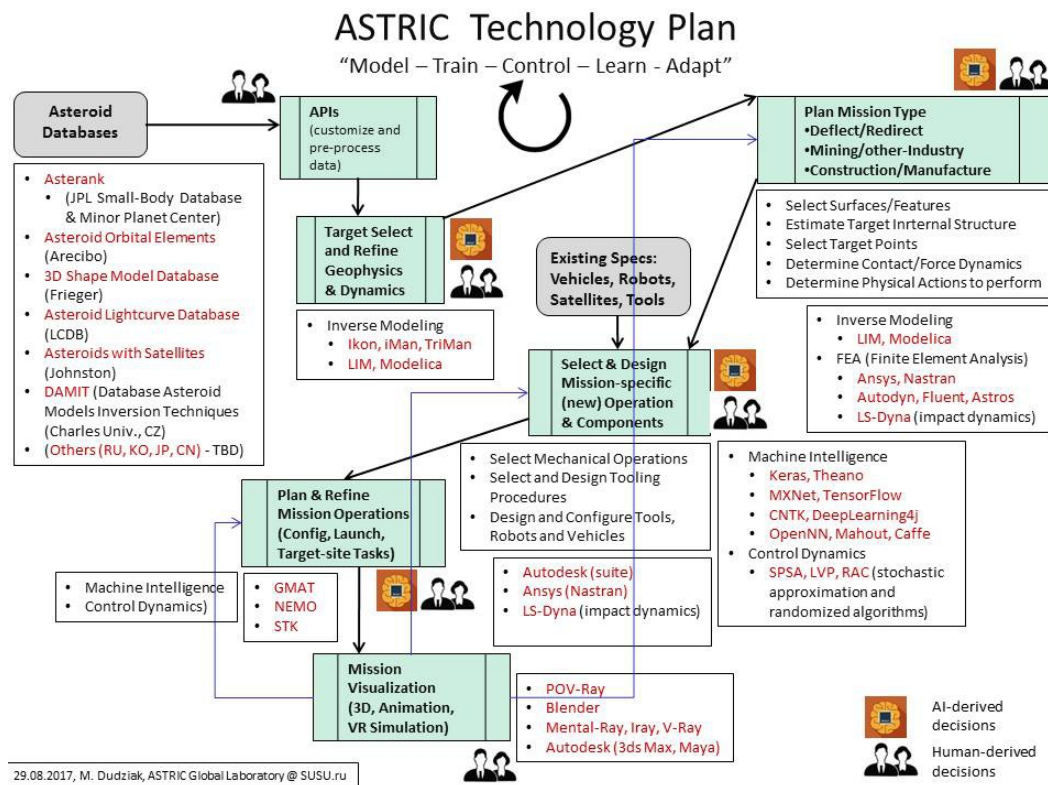 ASTRIC Technology Plan
“Model – Train – Control – Learn - Adapt”
Asteroid
Databases
APIs
(customize and
pre-process
data)
Plan Mission Type
•Deflect/Redirect
•Mining/other-Industry
•Construction/Manufacture
• Asterank
• (JPL Small-Body Database
& Minor Planet Center)
• Asteroid Orbital Elements
(Arecibo)
• 3D Shape Model Database
(Frieger)
• Asteroid Lightcurve Database
(LCDB)
• Asteroids with Satellites
(Johnston)
• DAMIT (Database Asteroid
Models Inversion Techniques
(Charles Univ., CZ)
• (Others (RU, KO, JP, CN) - TBD)
Target Select
and Refine
Geophysics
& Dynamics
• Inverse Modeling
• Ikon, iMan, TriMan
• LIM, Modelica
Existing Specs:
Vehicles, Robots,
Satellites, Tools
• Select Surfaces/Features
• Estimate Target Inrternal Structure
• Select Target Points
• Determine Contact/Force Dynamics
• Determine Physical Actions to perform
• Inverse Modeling
• LIM, Modelica
• FEA (Finite Element Analysis)
• Ansys, Nastran
• Autodyn, Fluent, Astros
• LS-Dyna (impact dynamics)
Select & Design
Mission-specific
(new) Operation
& Components
• Select Mechanical Operations
• Select and Design Tooling
Procedures
• Design and Configure Tools,
Robots and Vehicles
• Machine Intelligence
• Keras, Theano
• MXNet, TensorFlow
• CNTK, DeepLearning4j
• OpenNN, Mahout, Caffe
• Control Dynamics
• SPSA, LVP, RAC (stochastic
approximation and
randomized algorithms)
• Autodesk (suite)
• Ansys (Nastran)
• LS-Dyna (impact dynamics)
Plan & Refine
Mission Operations
(Config, Launch,
Target-site Tasks)
• Machine Intelligence
• Control Dynamics)
• GMAT
• NEMO
• STK
Mission
Visualization
(3D, Animation,
VR Simulation)
• POV-Ray
• Blender
• Mental-Ray, Iray, V-Ray
• Autodesk (3ds Max, Maya)
AI-derived
decisions
Human-derived
decisions
29.08.2017, M. Dudziak, ASTRIC Global Laboratory @ SUSU.ru